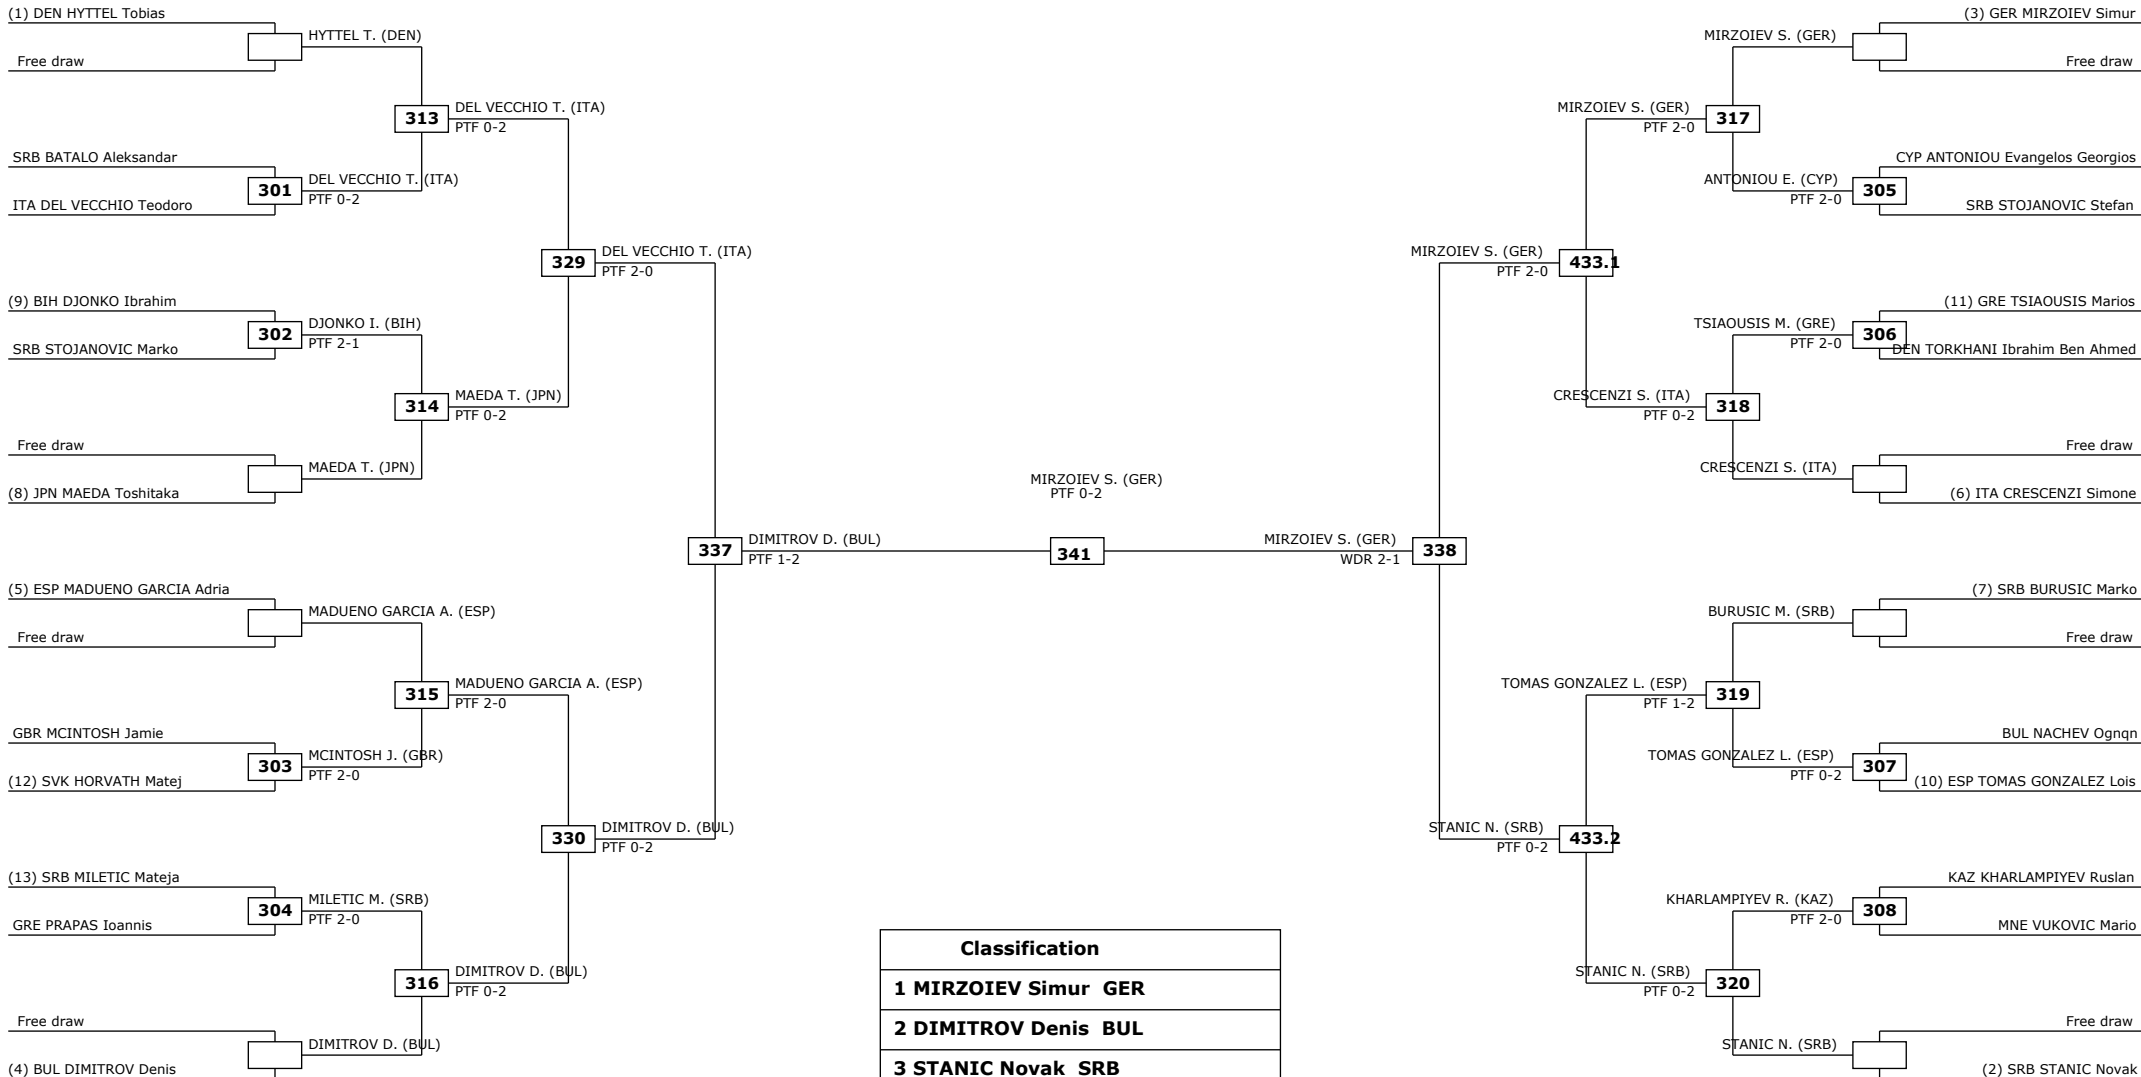 (1) DEN HYTTEL Tobias
HYTTEL T. (DEN)
Free draw
313
DEL VECCHIO T. (ITA)
PTF 0-2
SRB BATALO Aleksandar
301
DEL VECCHIO T. (ITA)
PTF 0-2
ITA DEL VECCHIO Teodoro
329
DEL VECCHIO T. (ITA)
PTF 2-0
(9) BIH DJONKO Ibrahim
302
DJONKO I. (BIH)
PTF 2-1
SRB STOJANOVIC Marko
314
MAEDA T. (JPN)
PTF 0-2
Free draw
MAEDA T. (JPN)
(8) JPN MAEDA Toshitaka
337
DIMITROV D. (BUL)
PTF 1-2
(5) ESP MADUENO GARCIA Adria
MADUENO GARCIA A. (ESP)
Free draw
315
MADUENO GARCIA A. (ESP)
PTF 2-0
GBR MCINTOSH Jamie
303
MCINTOSH J. (GBR)
PTF 2-0
(12) SVK HORVATH Matej
330
DIMITROV D. (BUL)
PTF 0-2
(13) SRB MILETIC Mateja
304
MILETIC M. (SRB)
PTF 2-0
GRE PRAPAS Ioannis
316
DIMITROV D. (BUL)
PTF 0-2
Free draw
DIMITROV D. (BUL)
(4) BUL DIMITROV Denis
MIRZOIEV S. (GER)
PTF 0-2
341
(3) GER MIRZOIEV Simur
MIRZOIEV S. (GER)
Free draw
MIRZOIEV S. (GER)
PTF 2-0
317
CYP ANTONIOU Evangelos Georgios
ANTONIOU E. (CYP)
PTF 2-0
305
SRB STOJANOVIC Stefan
MIRZOIEV S. (GER)
PTF 2-0
433.1
(11) GRE TSIAOUSIS Marios
TSIAOUSIS M. (GRE)
PTF 2-0
306
DEN TORKHANI Ibrahim Ben Ahmed
CRESCENZI S. (ITA)
PTF 0-2
318
Free draw
CRESCENZI S. (ITA)
(6) ITA CRESCENZI Simone
MIRZOIEV S. (GER)
WDR 2-1
338
(7) SRB BURUSIC Marko
BURUSIC M. (SRB)
Free draw
TOMAS GONZALEZ L. (ESP)
PTF 1-2
319
BUL NACHEV Ognqn
TOMAS GONZALEZ L. (ESP)
PTF 0-2
307
(10) ESP TOMAS GONZALEZ Lois
STANIC N. (SRB)
PTF 0-2
433.2
KAZ KHARLAMPIYEV Ruslan
KHARLAMPIYEV R. (KAZ)
PTF 2-0
308
MNE VUKOVIC Mario
STANIC N. (SRB)
PTF 0-2
320
Free draw
STANIC N. (SRB)
(2) SRB STANIC Novak
Classification
1 MIRZOIEV Simur GER
2 DIMITROV Denis BUL
3 STANIC Novak SRB